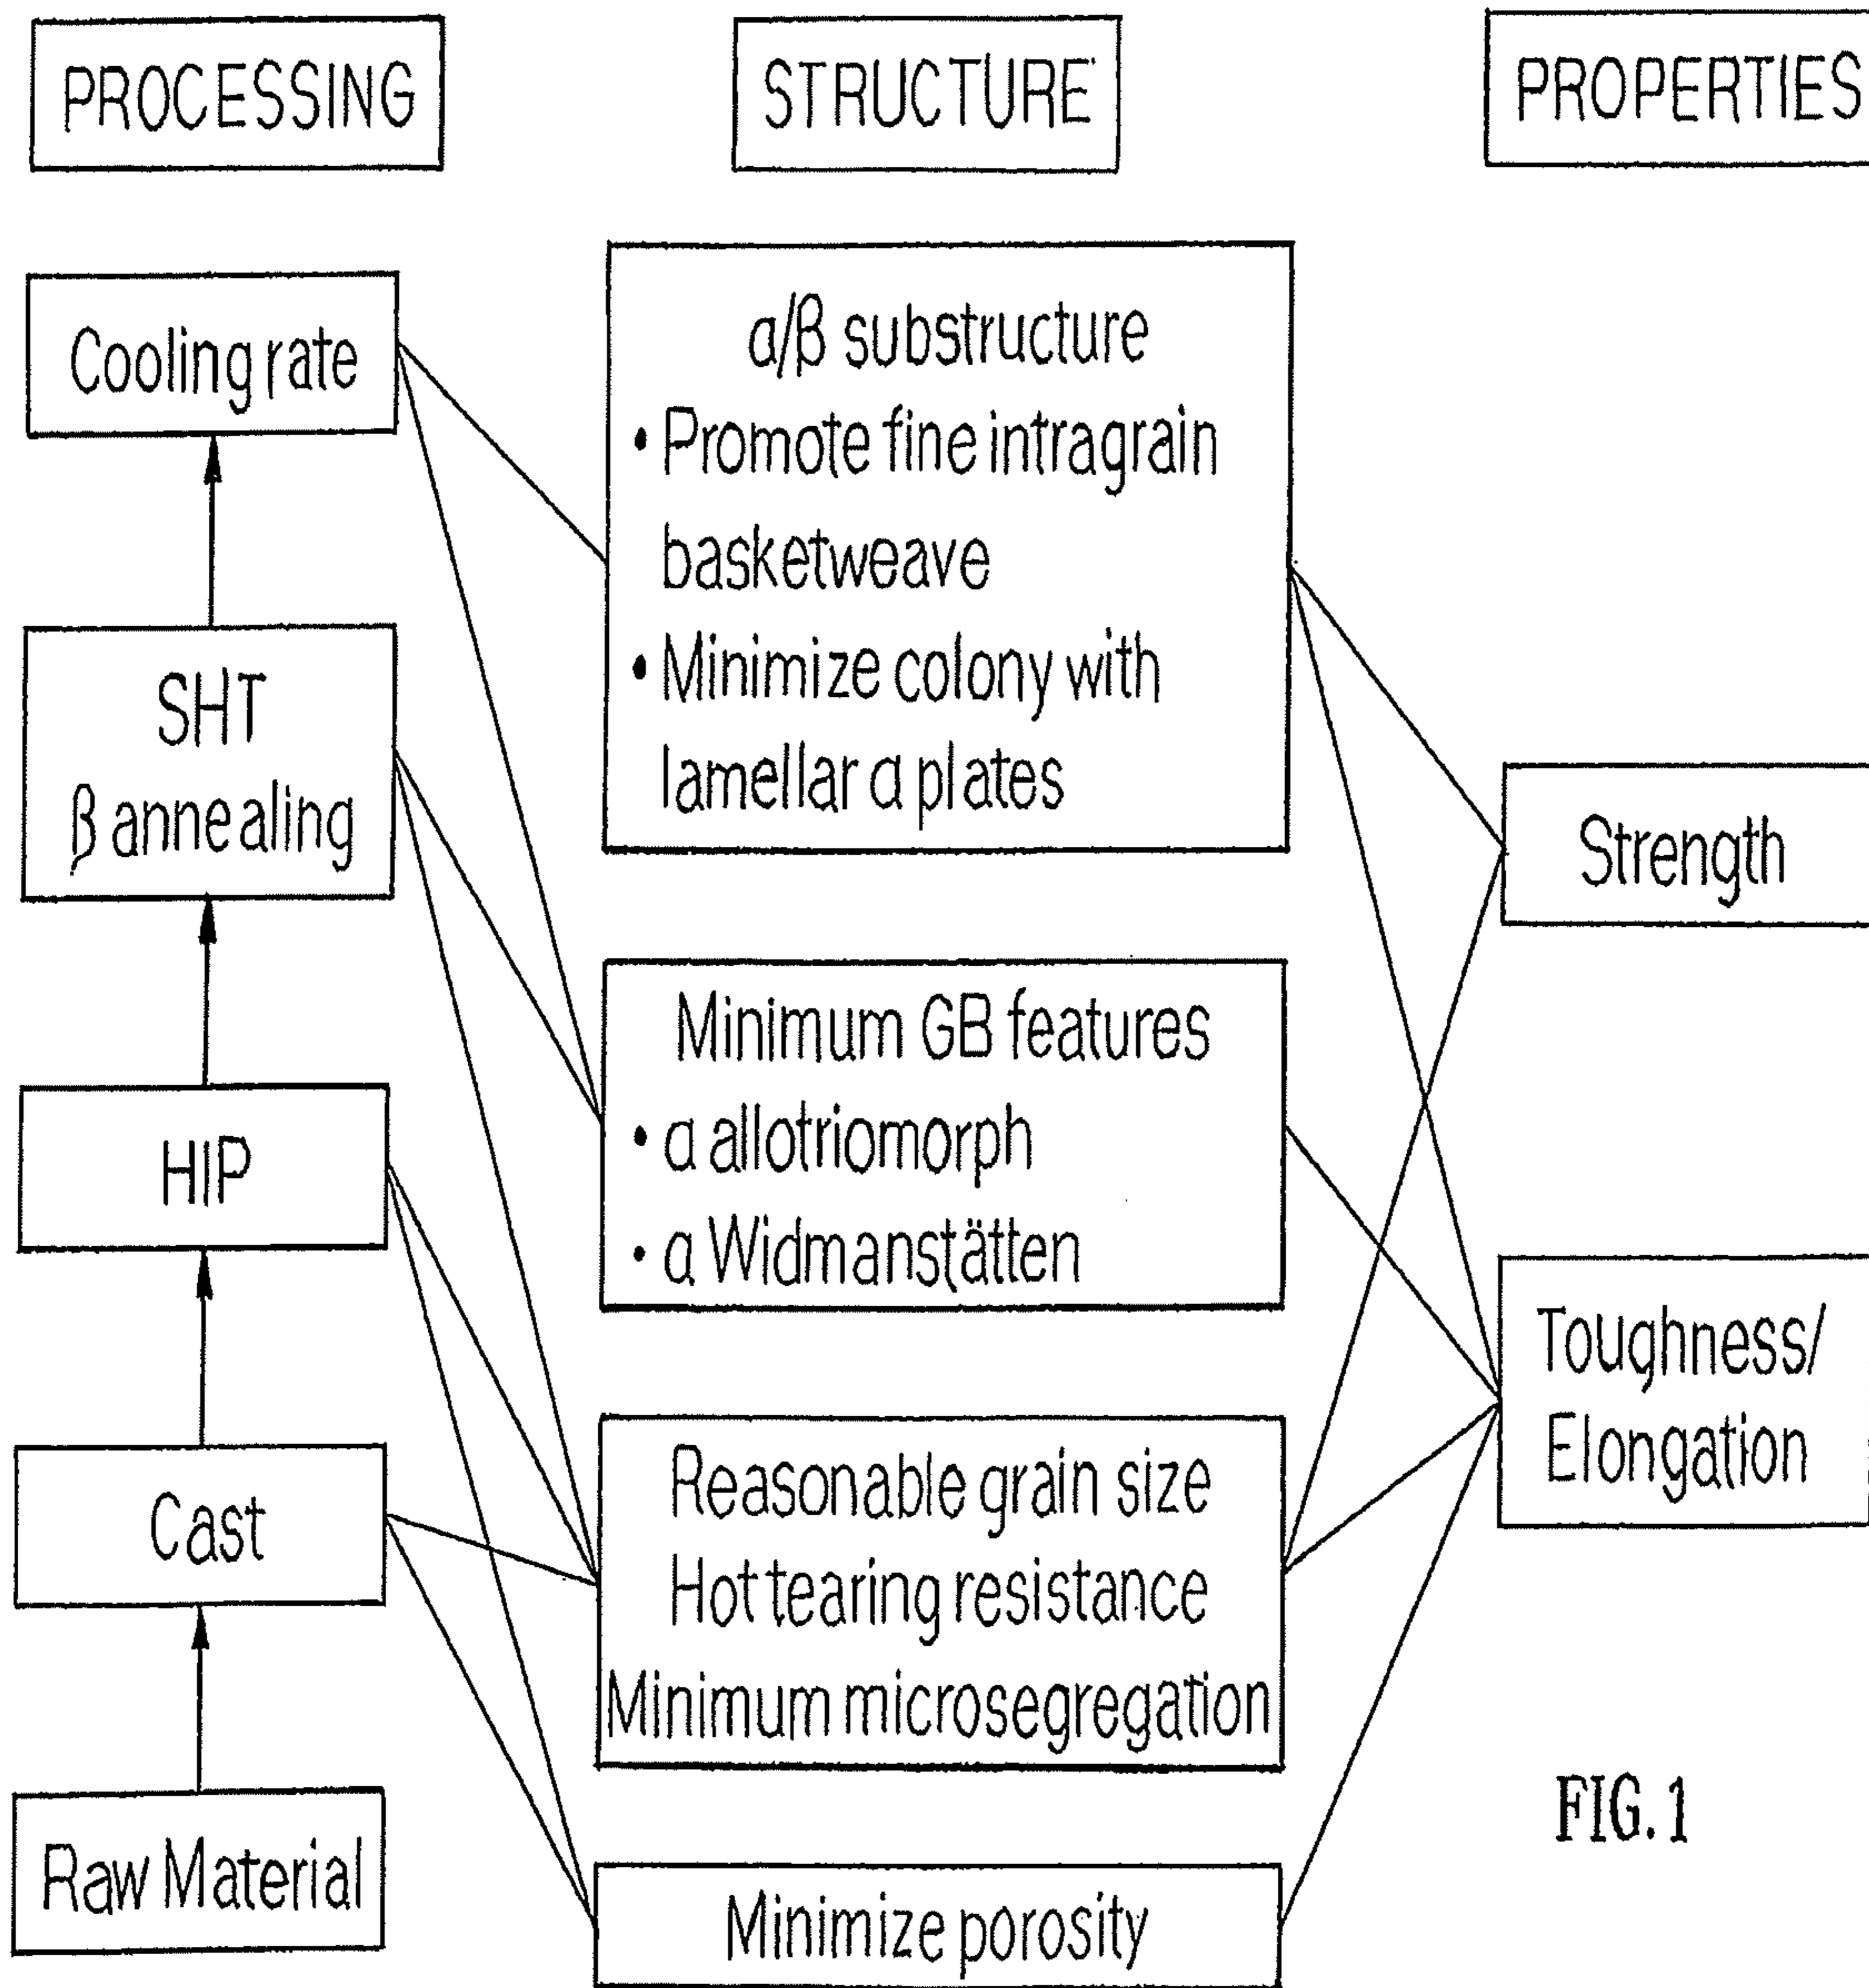 PROCESSING
STRUCTURE
PROPERTIES
Cooling rate
SHT
β annealing
HIP
Cast
Raw Material
α/β substructure
• Promote fine intragrain
basketweave
• Minimize colony with
lamellar α plates
Minimum GB features
• α allotriomorph
• α Widmanstätten
Reasonable grain size
Hot tearing resistance
Minimum microsegregation
Minimize porosity
Strength
Toughness/
Elongation
FIG. 1